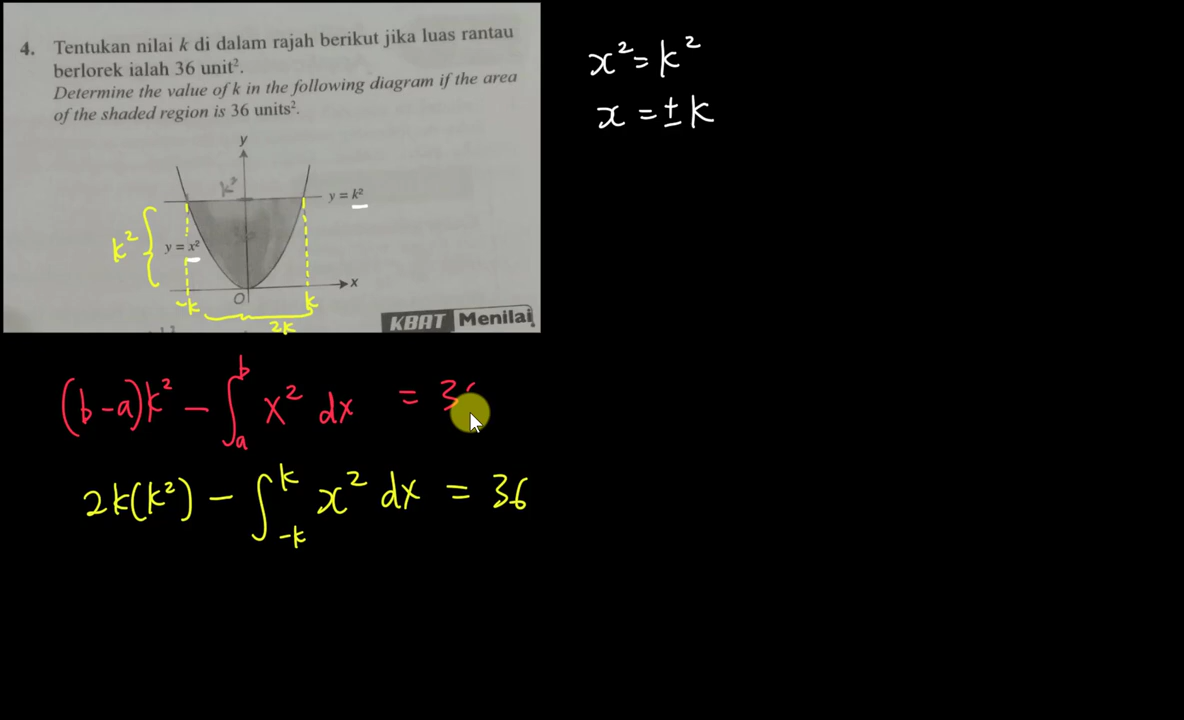 4. Tentukan nilai k di dalam rajah berikut jika luas rantau
berlorek ialah 36 unit².
Determine the value of k in the following diagram if the area
of the shaded region is 36 units².
y
k²
y = k²
k²
y = x²
x
O
-k
k
2k
KBAT Menilai
x² = k²
x = ± k
(b-a)k² - ∫ₐᵇ x² dx = 36
2k(k²) - ∫₋ₖᵏ x² dx = 36